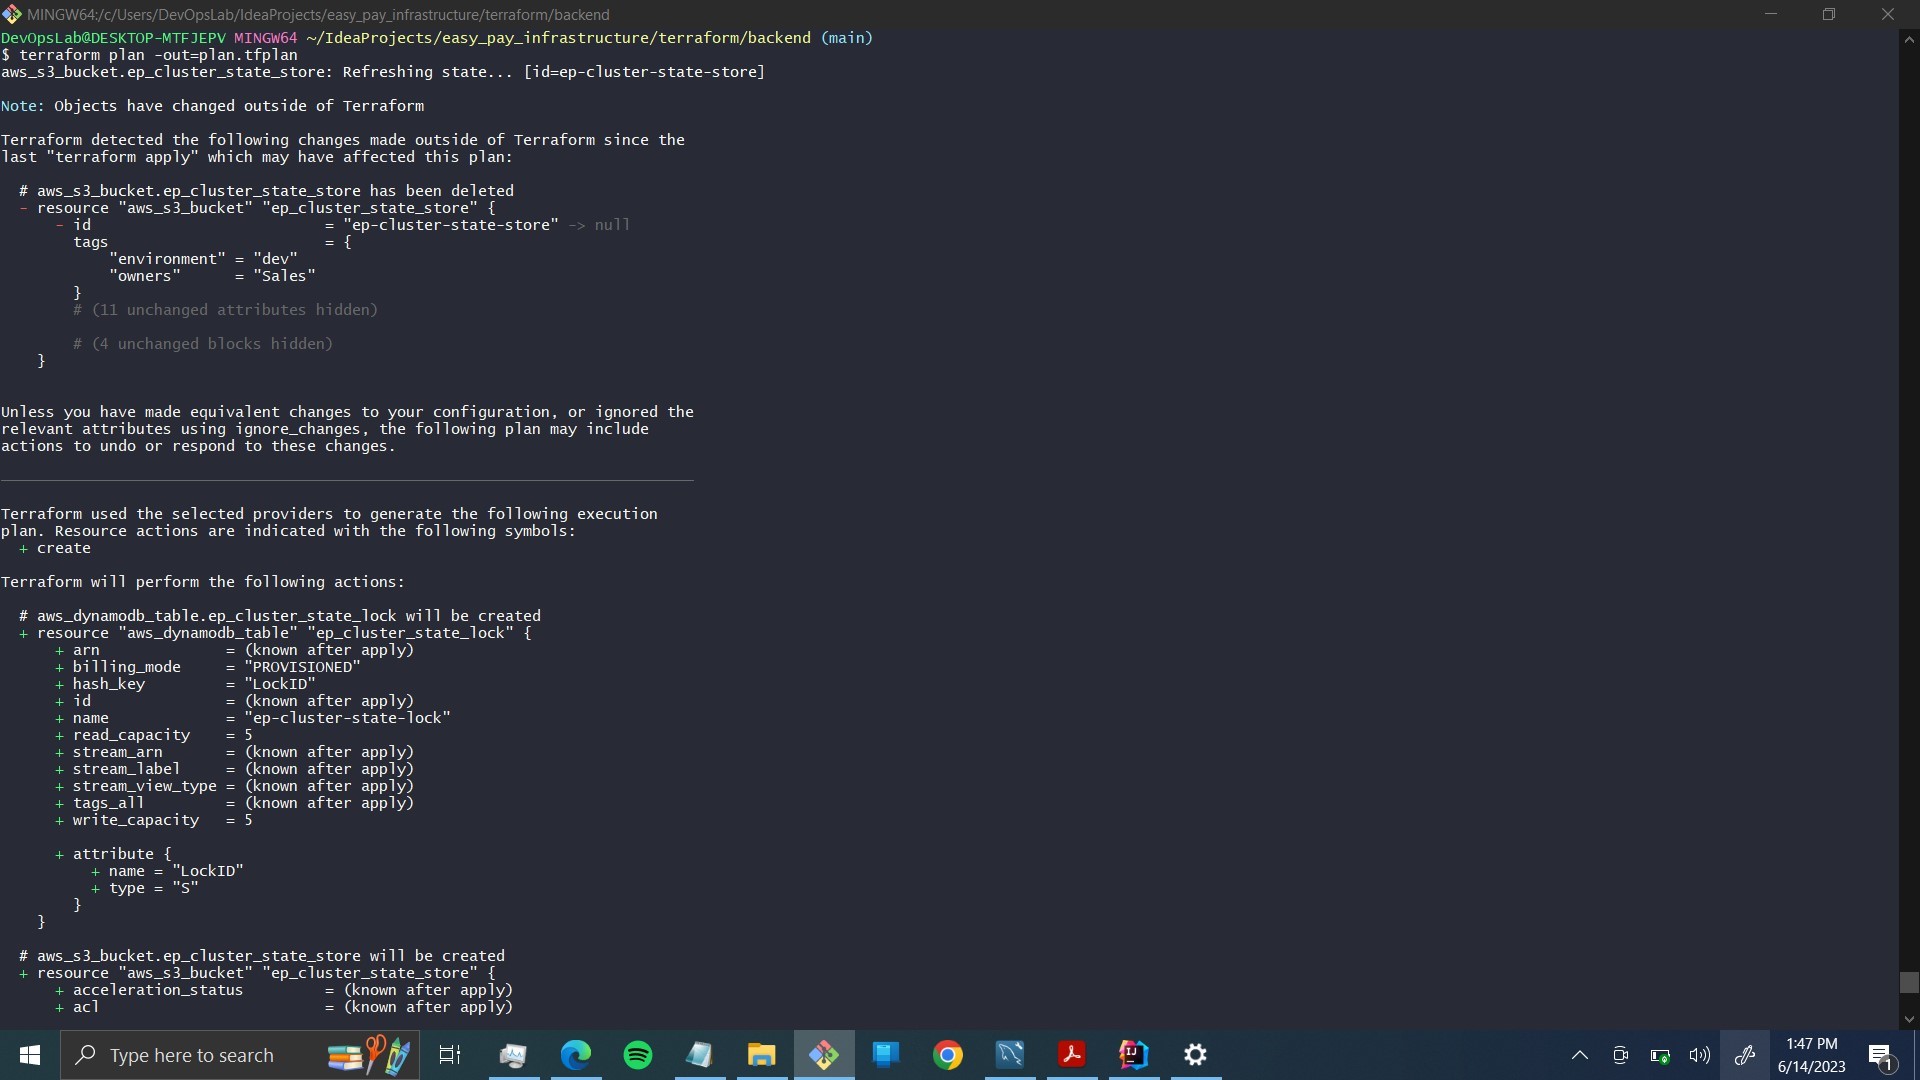 MINGW64:/c/Users/DevOpsLab/IdeaProjects/easy_pay_infrastructure/terraform/backend
DevOpsLab@DESKTOP-MTFJEPV MINGW64 ~/IdeaProjects/easy_pay_infrastructure/terraform/backend (main)
$ terraform plan -out=plan.tfplan
aws_s3_bucket.ep_cluster_state_store: Refreshing state... [id=ep-cluster-state-store]

Note: Objects have changed outside of Terraform

Terraform detected the following changes made outside of Terraform since the
last "terraform apply" which may have affected this plan:

  # aws_s3_bucket.ep_cluster_state_store has been deleted
  - resource "aws_s3_bucket" "ep_cluster_state_store" {
      - id                          = "ep-cluster-state-store" -> null
        tags                        = {
            "environment" = "dev"
            "owners"      = "Sales"
        }
        # (11 unchanged attributes hidden)

        # (4 unchanged blocks hidden)
    }


Unless you have made equivalent changes to your configuration, or ignored the
relevant attributes using ignore_changes, the following plan may include
actions to undo or respond to these changes.

Terraform used the selected providers to generate the following execution
plan. Resource actions are indicated with the following symbols:
  + create

Terraform will perform the following actions:

  # aws_dynamodb_table.ep_cluster_state_lock will be created
  + resource "aws_dynamodb_table" "ep_cluster_state_lock" {
      + arn              = (known after apply)
      + billing_mode     = "PROVISIONED"
      + hash_key         = "LockID"
      + id               = (known after apply)
      + name             = "ep-cluster-state-lock"
      + read_capacity    = 5
      + stream_arn       = (known after apply)
      + stream_label     = (known after apply)
      + stream_view_type = (known after apply)
      + tags_all         = (known after apply)
      + write_capacity   = 5

      + attribute {
          + name = "LockID"
          + type = "S"
        }
    }

  # aws_s3_bucket.ep_cluster_state_store will be created
  + resource "aws_s3_bucket" "ep_cluster_state_store" {
      + acceleration_status         = (known after apply)
      + acl                         = (known after apply)
Type here to search
IJ
1:47 PM
6/14/2023
1